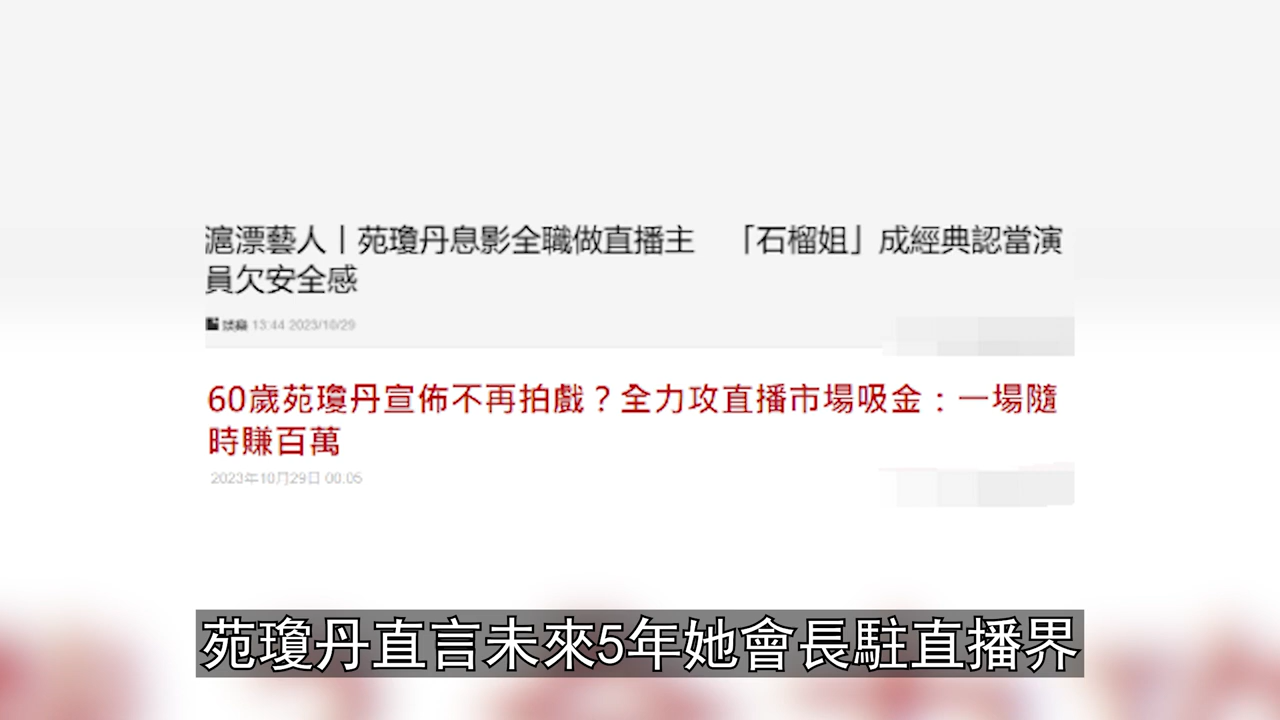 滬漂藝人丨苑瓊丹息影全職做直播主 「石榴姐」成經典認當演
員欠安全感
娛樂 13:44 2023/10/29
60歲苑瓊丹宣佈不再拍戲？全力攻直播市場吸金：一場隨
時賺百萬
2023年10月29日 00:05
苑瓊丹直言未來5年她會長駐直播界